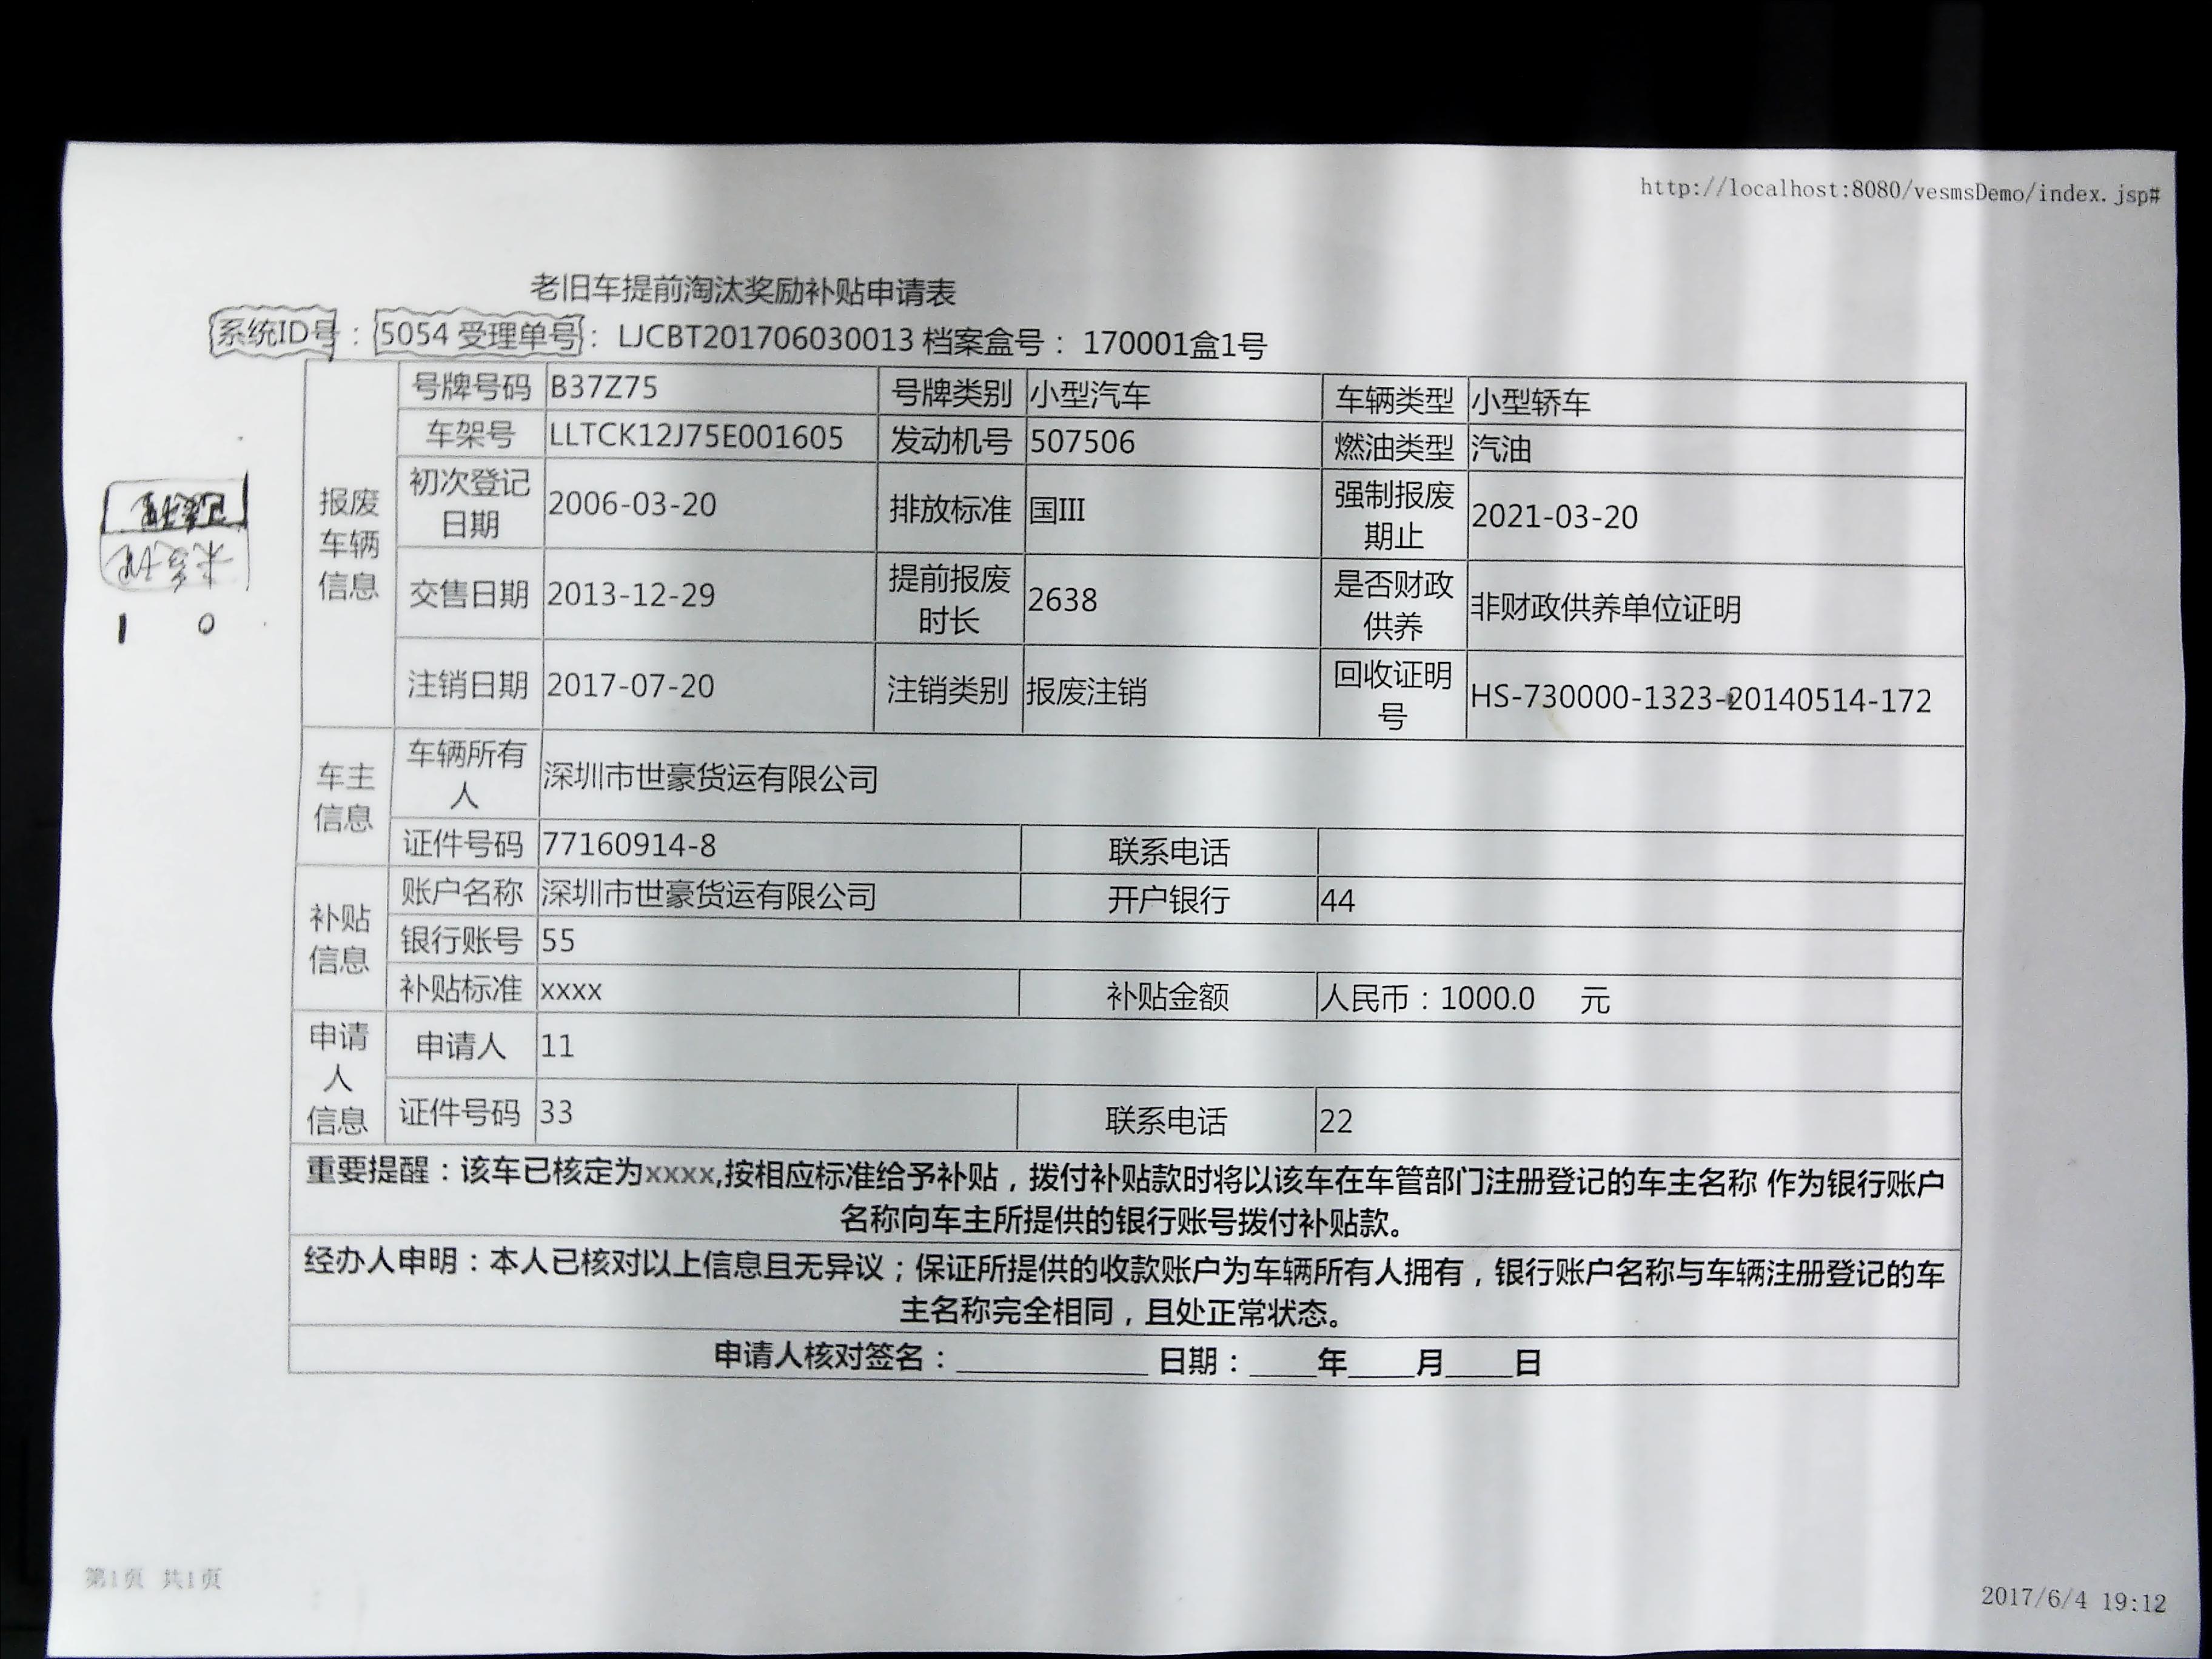 http://localhost:8080/vesmsDemo/index.jsp#
老旧车提前淘汰奖励补贴申请表
系统ID号：5054 受理单号：LJCBT201706030013 档案盒号：170001盒1号
报废车辆信息
号牌号码 B37Z75 号牌类别 小型汽车 车辆类型 小型轿车
车架号 LLTCK12J75E001605 发动机号 507506 燃油类型 汽油
初次登记日期 2006-03-20 排放标准 国III 强制报废期止 2021-03-20
交售日期 2013-12-29 提前报废时长 2638 是否财政供养 非财政供养单位证明
注销日期 2017-07-20 注销类别 报废注销 回收证明号 HS-730000-1323-20140514-172
车主信息
车辆所有人 深圳市世豪货运有限公司
证件号码 77160914-8 联系电话
补贴信息
账户名称 深圳市世豪货运有限公司 开户银行 44
银行账号 55
补贴标准 xxxx 补贴金额 人民币：1000.0 元
申请人信息
申请人 11
证件号码 33 联系电话 22
重要提醒：该车已核定为xxxx,按相应标准给予补贴，拨付补贴款时将以该车在车管部门注册登记的车主名称 作为银行账户
名称向车主所提供的银行账号拨付补贴款。
经办人申明：本人已核对以上信息且无异议；保证所提供的收款账户为车辆所有人拥有，银行账户名称与车辆注册登记的车
主名称完全相同，且处正常状态。
申请人核对签名：____________ 日期：____年____月____日
1 0
第1页 共1页
2017/6/4 19:12